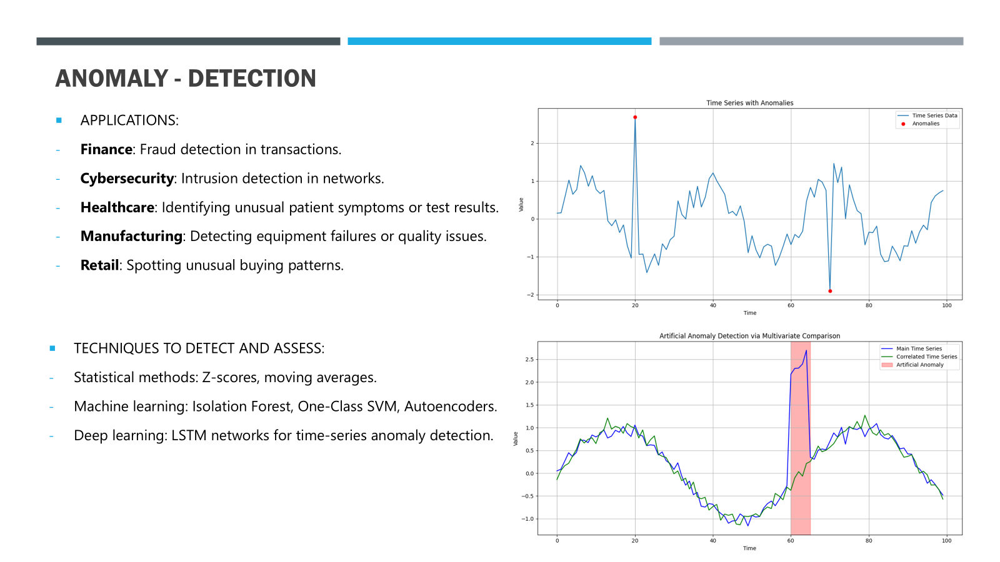 ANOMALY - DETECTION
APPLICATIONS:
- Finance: Fraud detection in transactions.
- Cybersecurity: Intrusion detection in networks.
- Healthcare: Identifying unusual patient symptoms or test results.
- Manufacturing: Detecting equipment failures or quality issues.
- Retail: Spotting unusual buying patterns.
TECHNIQUES TO DETECT AND ASSESS:
- Statistical methods: Z-scores, moving averages.
- Machine learning: Isolation Forest, One-Class SVM, Autoencoders.
- Deep learning: LSTM networks for time-series anomaly detection.
Time Series with Anomalies
Time Series Data
Anomalies
Value
2
1
0
−1
−2
0 20 40 60 80 100
Time
Artificial Anomaly Detection via Multivariate Comparison
Main Time Series
Correlated Time Series
Artificial Anomaly
Value
2.5
2.0
1.5
1.0
0.5
0.0
−0.5
−1.0
0 20 40 60 80 100
Time